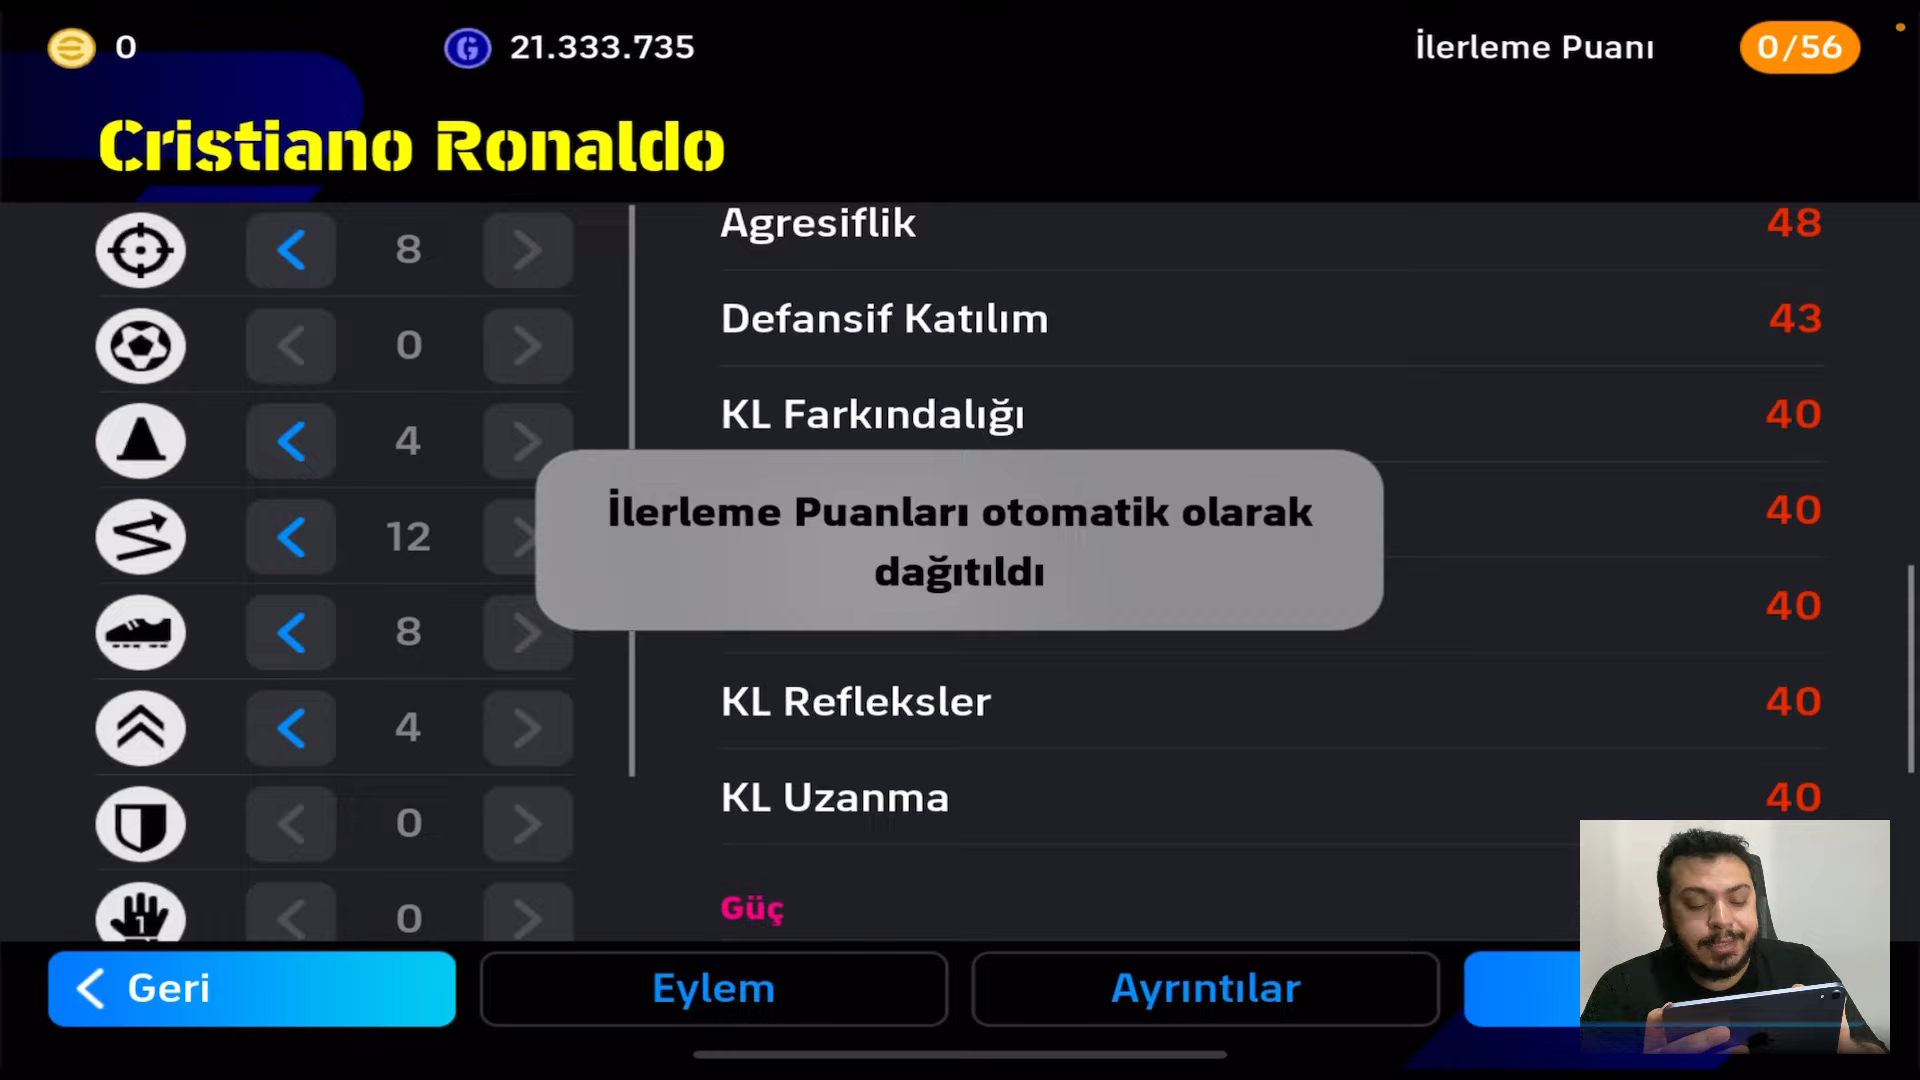 0
21.333.735
İlerleme Puanı
0/56
Cristiano Ronaldo
8
Agresiflik 48
0
Defansif Katılım 43
4
KL Farkındalığı 40
12
40
İlerleme Puanları otomatik olarak
dağıtıldı
8
40
4
KL Refleksler 40
0
KL Uzanma 40
0
Güç
Geri
Eylem
Ayrıntılar